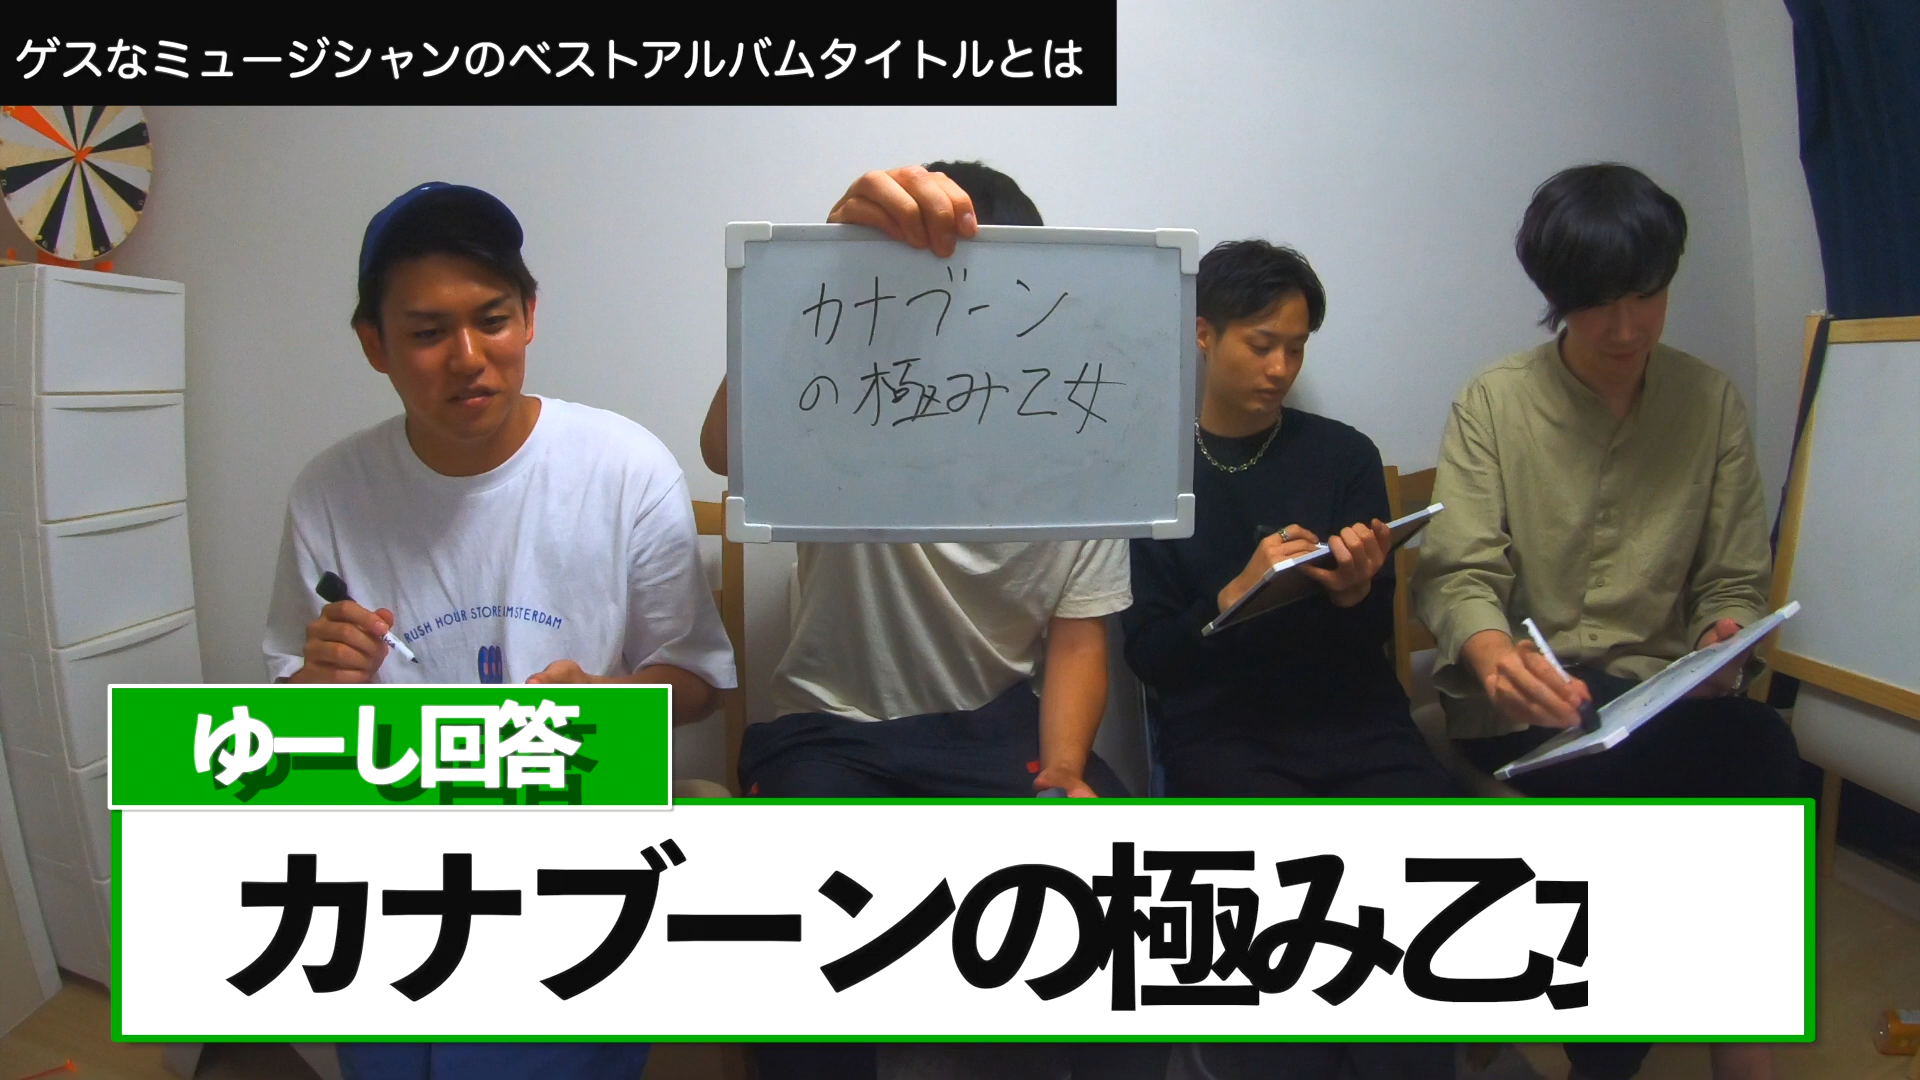 ゲスなミュージシャンのベストアルバムタイトルとは
カナブーン
の極み乙女
RUSH HOUR STORE AMSTERDAM
ゆーし回答
カナブーンの極み乙